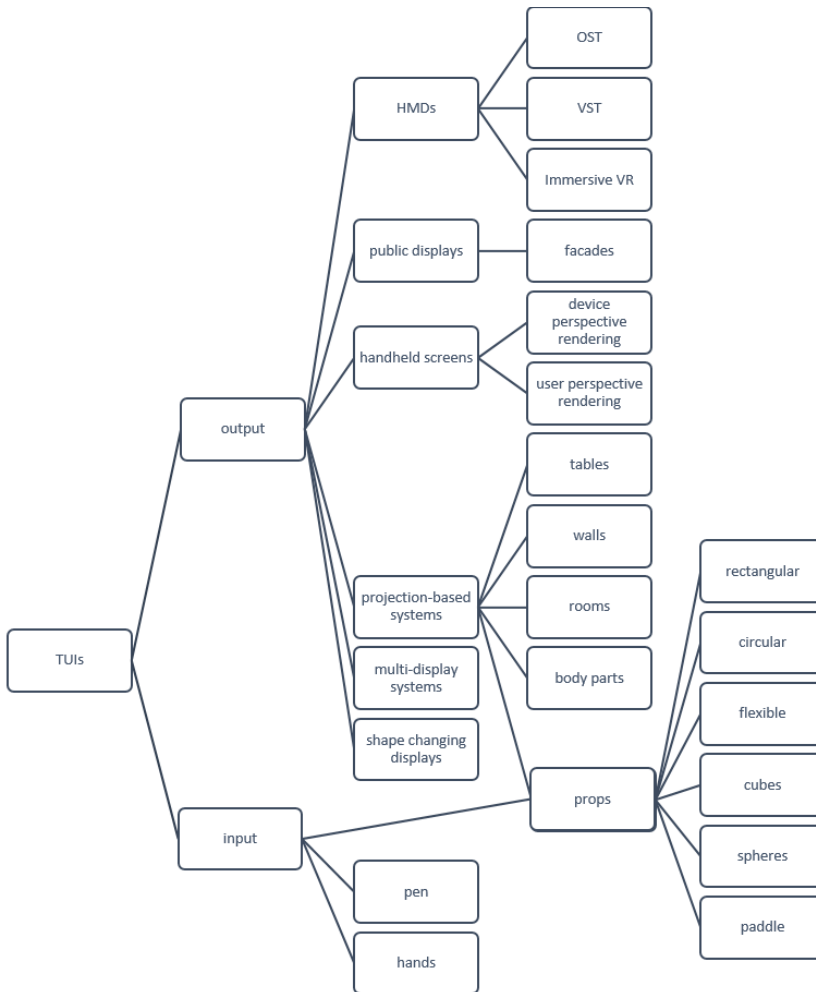 OST
HMDs
VST
Immersive VR
public displays
facades
device
perspective
rendering
handheld screens
user perspective
rendering
output
tables
walls
rectangular
projection-based
systems
rooms
circular
TUIs
multi-display
systems
body parts
flexible
shape changing
displays
cubes
props
input
spheres
pen
paddle
hands